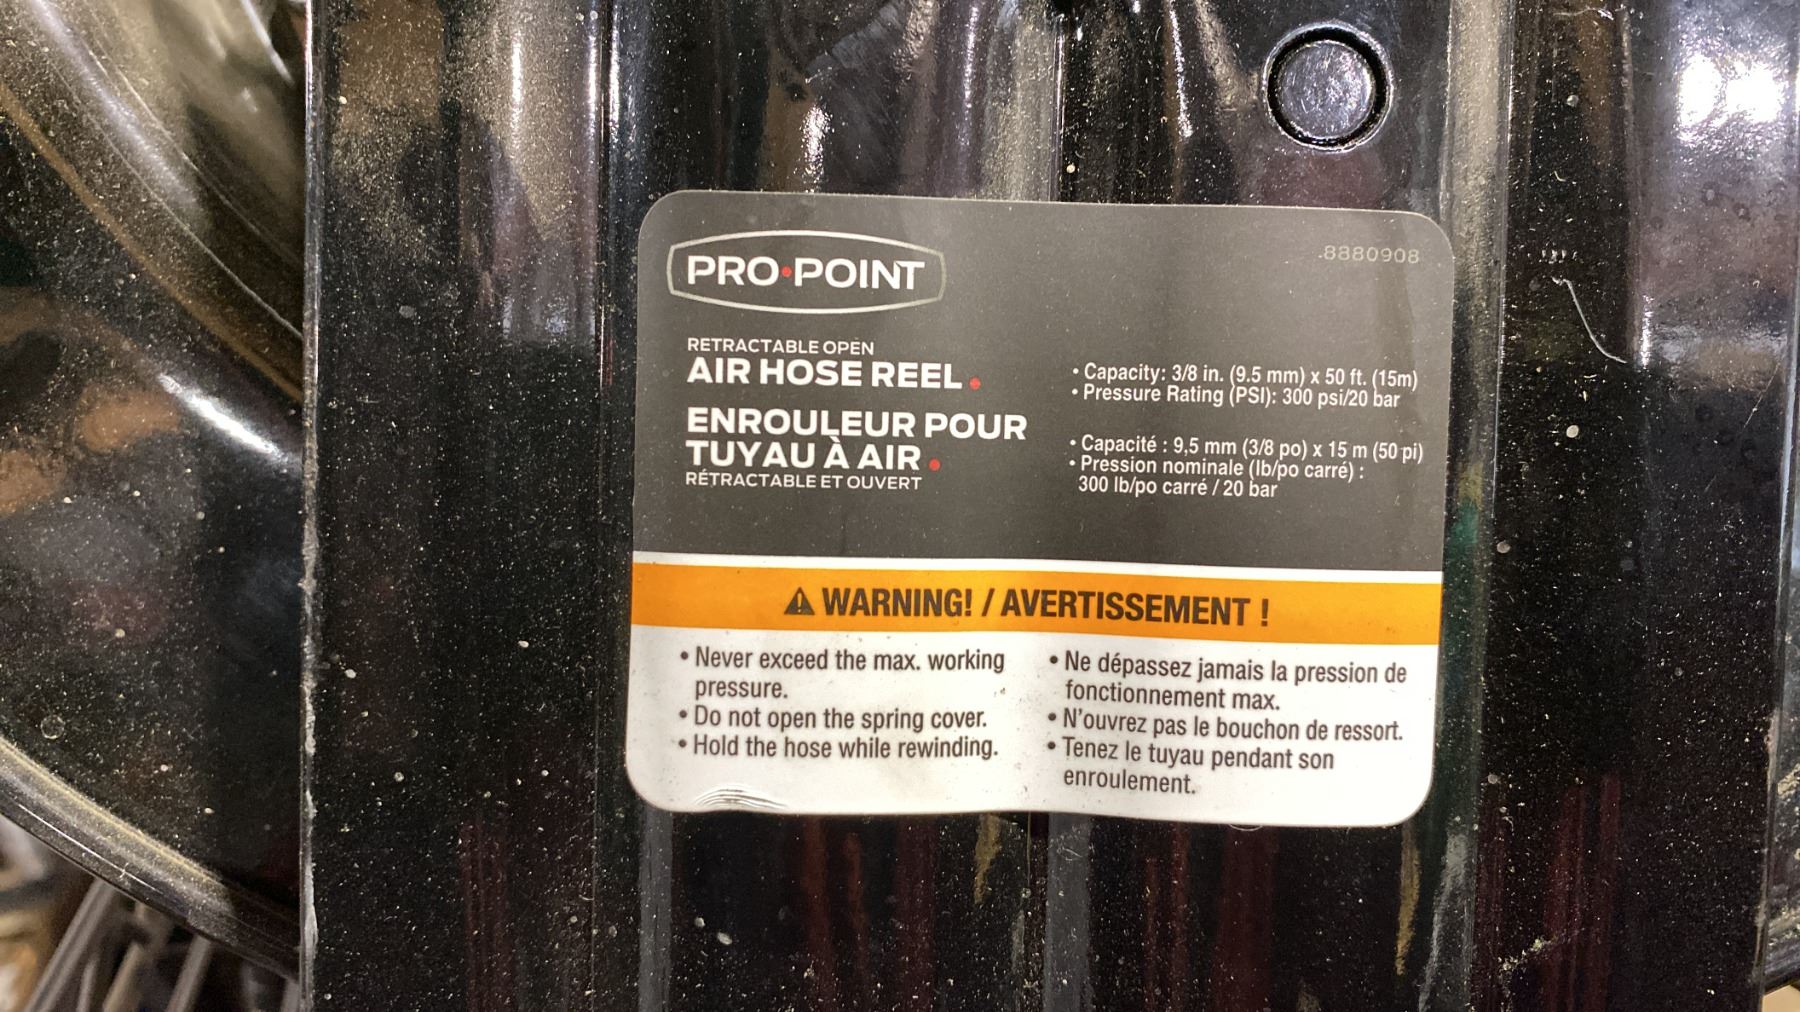 PRO•POINT
.8880908
RETRACTABLE OPEN
AIR HOSE REEL
ENROULEUR POUR
TUYAU À AIR
RÉTRACTABLE ET OUVERT
• Capacity: 3/8 in. (9.5 mm) x 50 ft. (15m)
• Pressure Rating (PSI): 300 psi/20 bar
• Capacité : 9,5 mm (3/8 po) x 15 m (50 pi)
• Pression nominale (lb/po carré) :
300 lb/po carré / 20 bar
⚠ WARNING! / AVERTISSEMENT !
• Never exceed the max. working
pressure.
• Do not open the spring cover.
• Hold the hose while rewinding.
• Ne dépassez jamais la pression de
fonctionnement max.
• N'ouvrez pas le bouchon de ressort.
• Tenez le tuyau pendant son
enroulement.